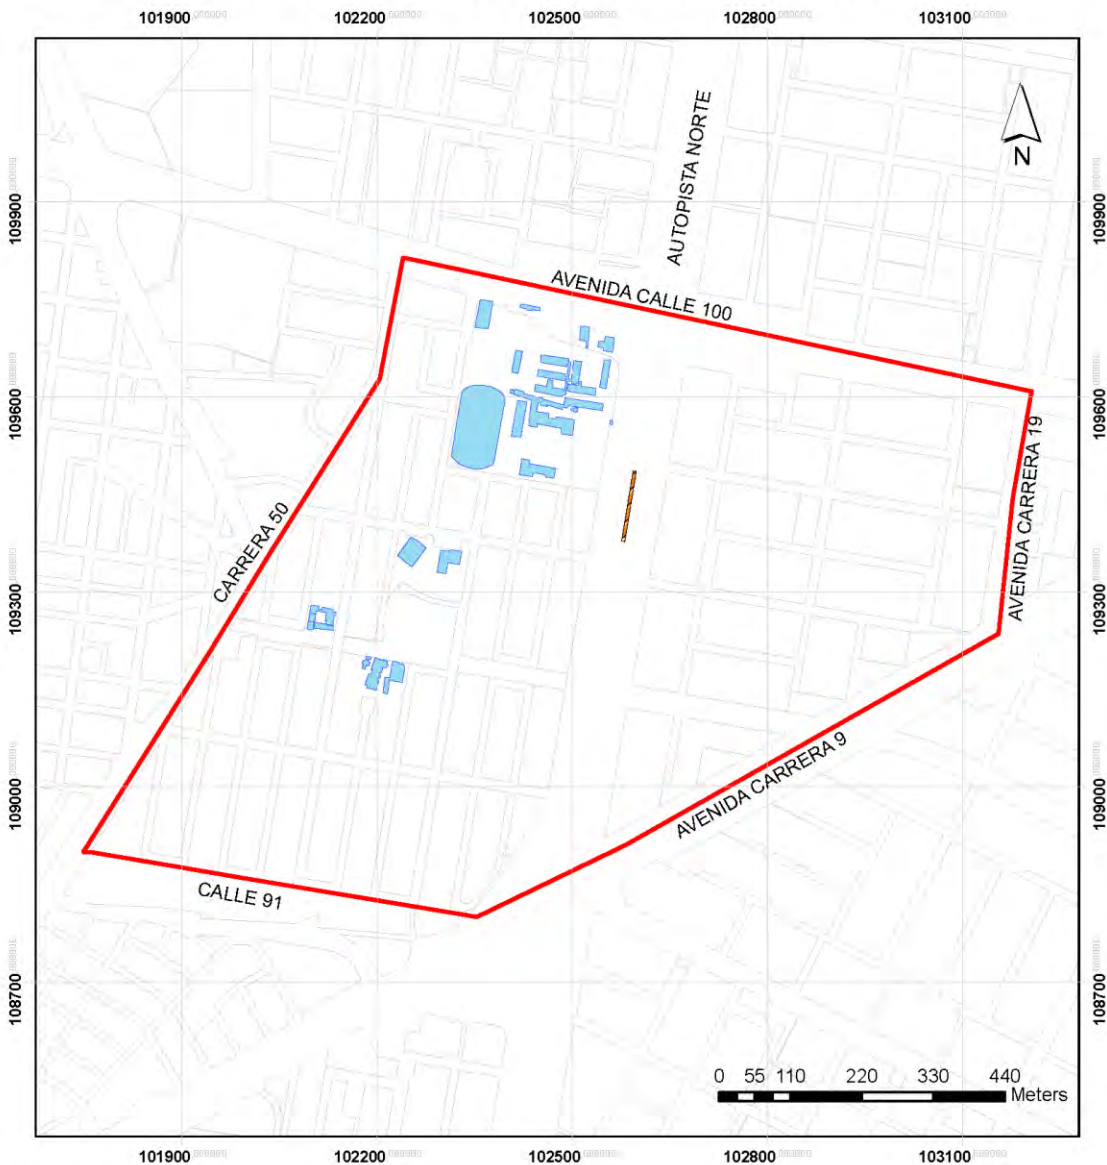 101900 102200 102500 102800 103100
AUTOPISTA NORTE
N
109900 109900
AVENIDA CALLE 100
109600 109600
AVENIDA CARRERA 19
CARRERA 50
109300 109300
AVENIDA CARRERA 9
109000 109000
CALLE 91
108700 108700
0 55 110 220 330 440
Meters
101900 102200 102500 102800 103100